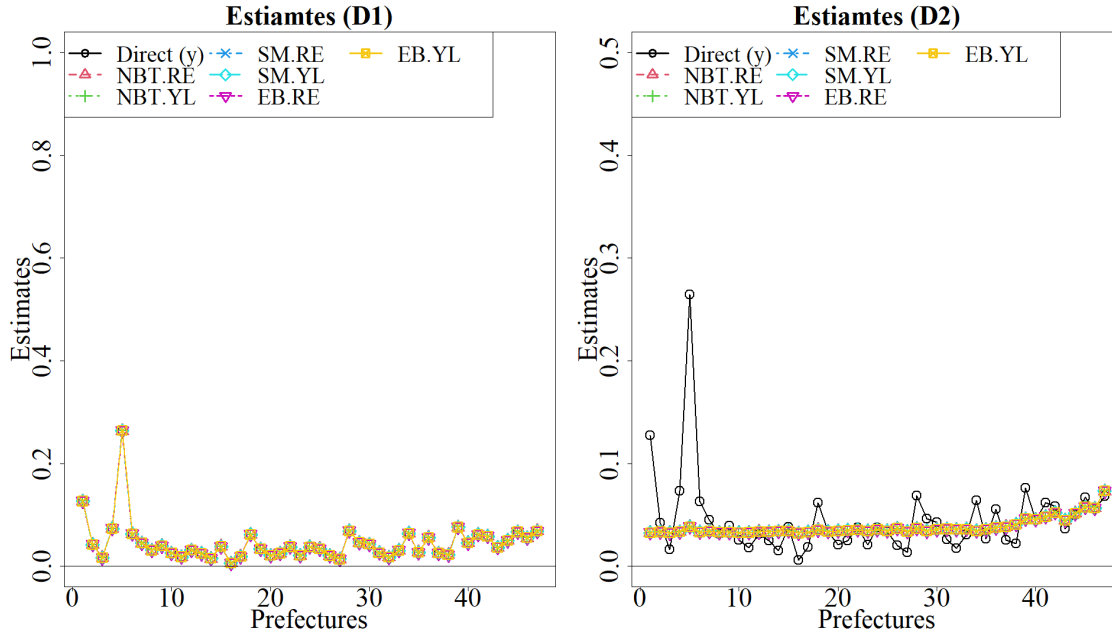 Estiamtes (D1)
Estimates
1.0
0.8
0.6
0.4
0.2
0.0
Direct (y) SM.RE EB.YL
NBT.RE SM.YL
NBT.YL EB.RE
0 10 20 30 40
Prefectures
Estiamtes (D2)
Estimates
0.5
0.4
0.3
0.2
0.1
0.0
Direct (y) SM.RE EB.YL
NBT.RE SM.YL
NBT.YL EB.RE
0 10 20 30 40
Prefectures